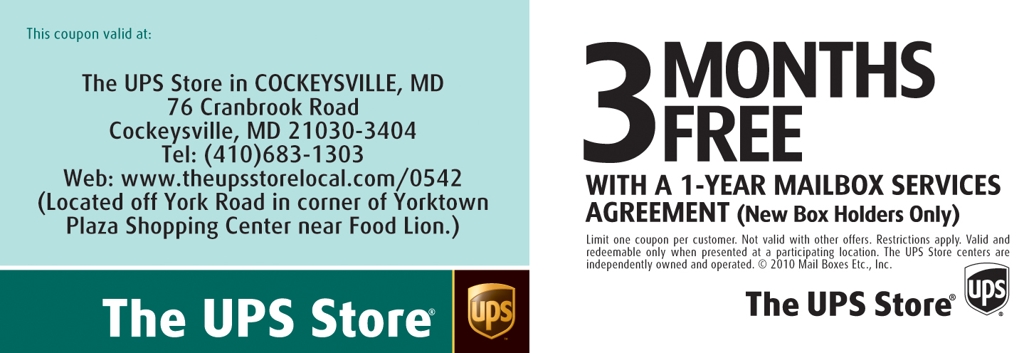 This coupon valid at:
The UPS Store in COCKEYSVILLE, MD
76 Cranbrook Road
Cockeysville, MD 21030-3404
Tel: (410)683-1303
Web: www.theupsstorelocal.com/0542
(Located off York Road in corner of Yorktown
Plaza Shopping Center near Food Lion.)
The UPS Store®
ups
3 MONTHS
FREE
WITH A 1-YEAR MAILBOX SERVICES
AGREEMENT (New Box Holders Only)
Limit one coupon per customer. Not valid with other offers. Restrictions apply. Valid and
redeemable only when presented at a participating location. The UPS Store centers are
independently owned and operated. © 2010 Mail Boxes Etc., Inc.
The UPS Store®
ups®